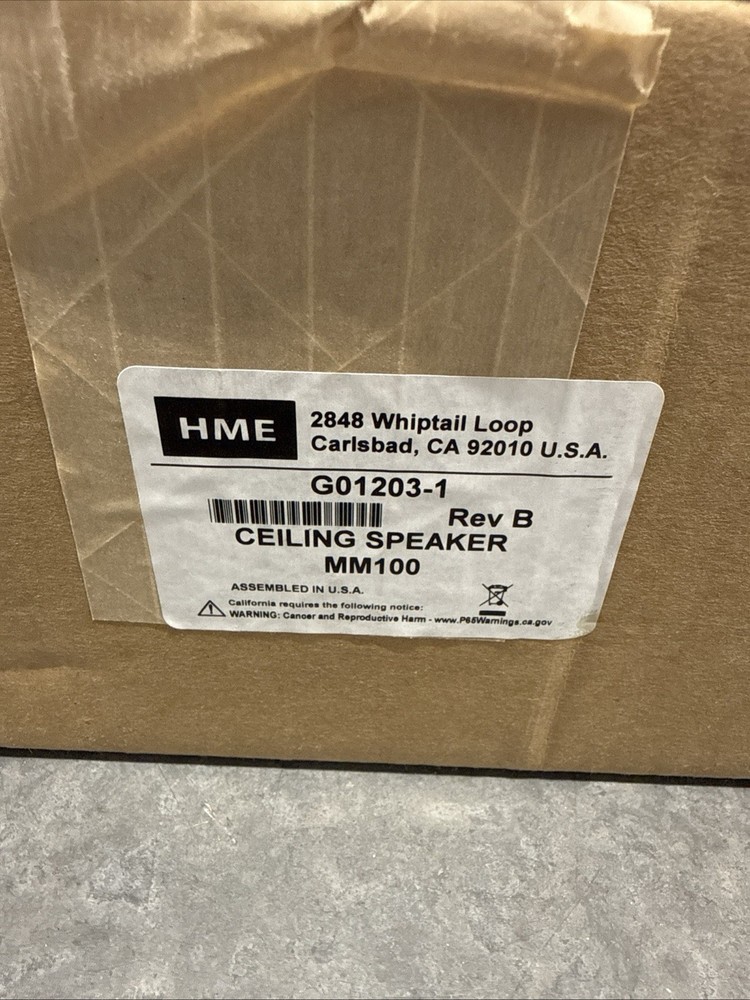 HME
2848 Whiptail Loop
Carlsbad, CA 92010 U.S.A.
G01203-1
Rev B
CEILING SPEAKER
MM100
ASSEMBLED IN U.S.A.
California requires the following notice:
WARNING: Cancer and Reproductive Harm - www.P65Warnings.ca.gov